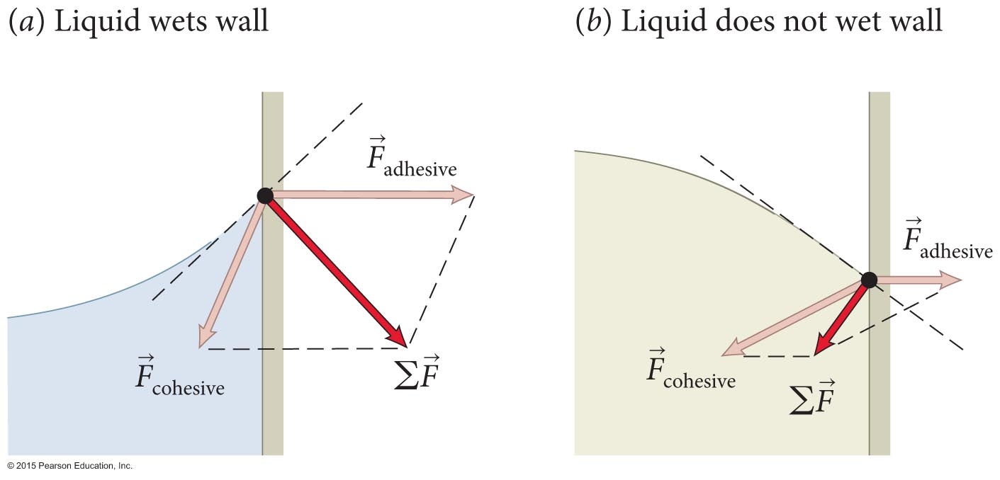 (a) Liquid wets wall
F⃗adhesive
F⃗cohesive
∑F⃗
(b) Liquid does not wet wall
F⃗adhesive
F⃗cohesive
∑F⃗
© 2015 Pearson Education, Inc.